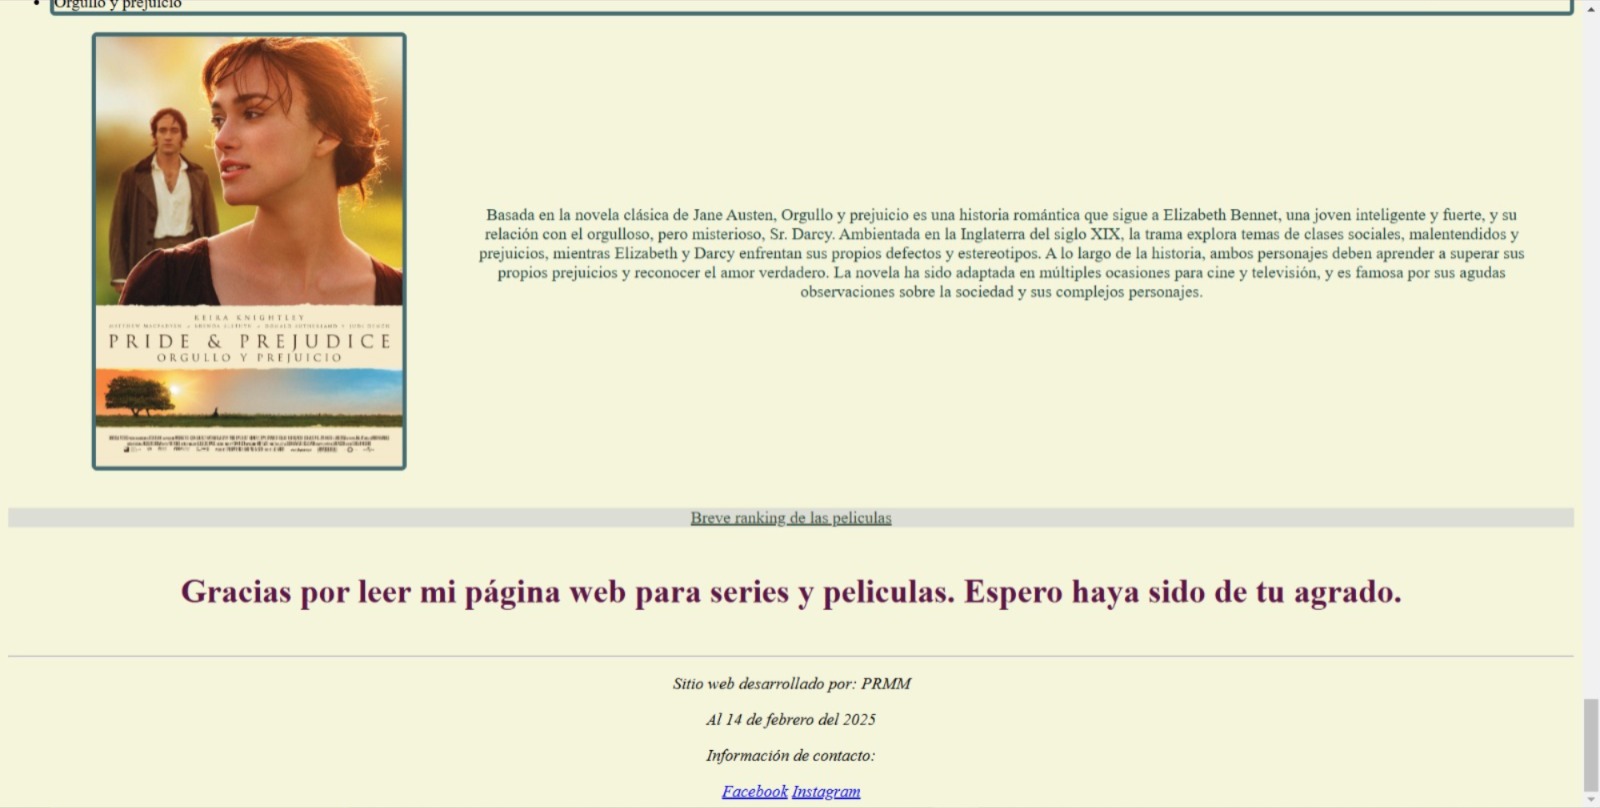 Orgullo y prejuicio
KEIRA KNIGHTLEY
PRIDE & PREJUDICE
ORGULLO Y PREJUICIO
Basada en la novela clásica de Jane Austen, Orgullo y prejuicio es una historia romántica que sigue a Elizabeth Bennet, una joven inteligente y fuerte, y su
relación con el orgulloso, pero misterioso, Sr. Darcy. Ambientada en la Inglaterra del siglo XIX, la trama explora temas de clases sociales, malentendidos y
prejuicios, mientras Elizabeth y Darcy enfrentan sus propios defectos y estereotipos. A lo largo de la historia, ambos personajes deben aprender a superar sus
propios prejuicios y reconocer el amor verdadero. La novela ha sido adaptada en múltiples ocasiones para cine y televisión, y es famosa por sus agudas
observaciones sobre la sociedad y sus complejos personajes.
Breve ranking de las peliculas
Gracias por leer mi página web para series y peliculas. Espero haya sido de tu agrado.
Sitio web desarrollado por: PRMM
Al 14 de febrero del 2025
Información de contacto:
Facebook Instagram